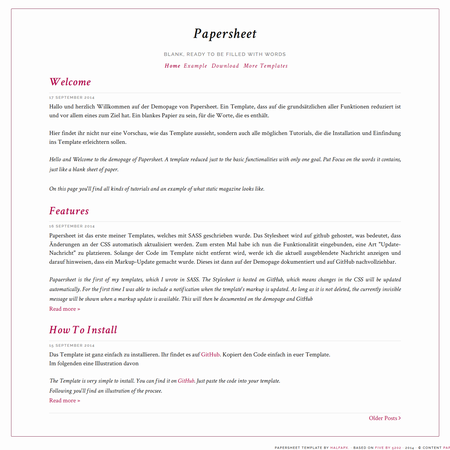 Papersheet
BLANK, READY TO BE FILLED WITH WORDS
Home Example Download More Templates
Welcome
17 SEPTEMBER 2014
Hallo und herzlich Willkommen auf der Demopage von Papersheet. Ein Template, dass auf die grundsätzlichen aller Funktionen reduziert ist
und vor allem eines zum Ziel hat. Ein blankes Papier zu sein, für die Worte, die es enthält.
Hier findet ihr nicht nur eine Vorschau, wie das Template aussieht, sondern auch alle möglichen Tutorials, die die Installation und Einfindung
ins Template erleichtern sollen.
Hello and Welcome to the demopage of Papersheet. A template reduced just to the basic functionalities with only one goal. Put Focus on the words it contains,
just like a blank sheet of paper.
On this page you'll find all kinds of tutorials and an example of what static magazine looks like.
Features
16 SEPTEMBER 2014
Papersheet ist das erste meiner Templates, welches mit SASS geschrieben wurde. Das Stylesheet wird auf github gehostet, was bedeutet, dass
Änderungen an der CSS automatisch aktualisiert werden. Zum ersten Mal habe ich nun die Funktionalität eingebunden, eine Art "Update-
Nachricht" zu platzieren. Solange der Code im Template nicht entfernt wird, werde ich die aktuell ausgeblendete Nachricht anzeigen und
darauf hinweisen, dass ein Markup-Update gemacht wurde. Dieses ist dann auf der Demopage dokumentiert und auf GitHub nachvollziehbar.
Papaersheet is the first of my templates, which I wrote in SASS. The Stylesheet is hosted on GitHub, which means changes in the CSS will be updated
automatically. For the first time I was able to include a notification when the template's markup is updated. As long as it is not deleted, the currently invisible
message will be shown when a markup update is available. This will then be documented on the demopage and GitHub
Read more »
How To Install
15 SEPTEMBER 2014
Das Template ist ganz einfach zu installieren. Ihr findet es auf GitHub. Kopiert den Code einfach in euer Template.
Im folgenden eine Illustration davon
The Template is very simple to install. You can find it on GitHub. Just paste the code into your template.
Following you'll find an illustration of the procee.
Read more »
Older Posts >
PAPERSHEET TEMPLATE BY MALPAPK · BASED ON FIVE BY 5202 · 2014 · © CONTENT PAP